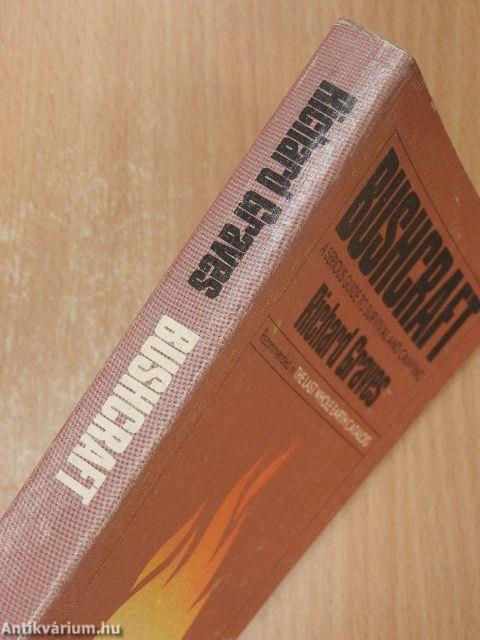 Richard Graves
BUSHCRAFT
BUSHCRAFT
A SERIOUS GUIDE TO SURVIVAL AND CAMPING
Richard Graves
Recommended in THE LAST WHOLE EARTH CATALOG
Antikvárium.hu